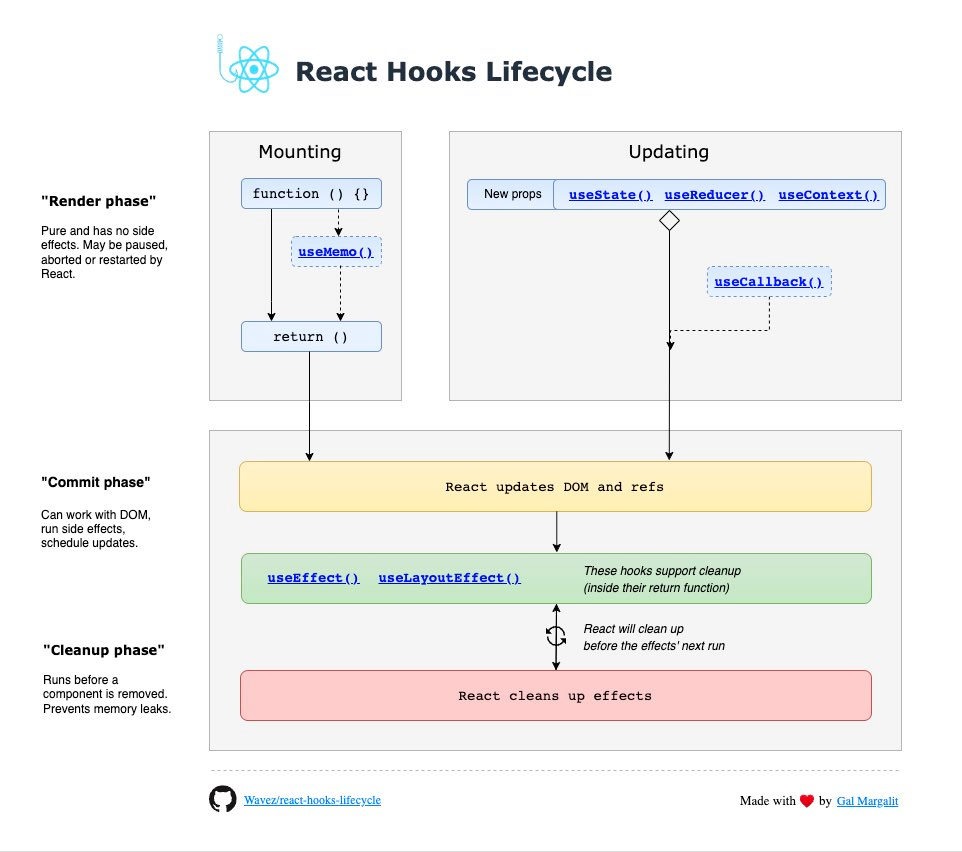 React Hooks Lifecycle
Mounting
Updating
"Render phase"
Pure and has no side
effects. May be paused,
aborted or restarted by
React.
function () {}
useMemo()
return ()
New props
useState() useReducer() useContext()
useCallback()
"Commit phase"
Can work with DOM,
run side effects,
schedule updates.
React updates DOM and refs
useEffect() useLayoutEffect()
These hooks support cleanup
(inside their return function)
React will clean up
before the effects' next run
"Cleanup phase"
Runs before a
component is removed.
Prevents memory leaks.
React cleans up effects
Wavez/react-hooks-lifecycle
Made with ❤️ by Gal Margalit